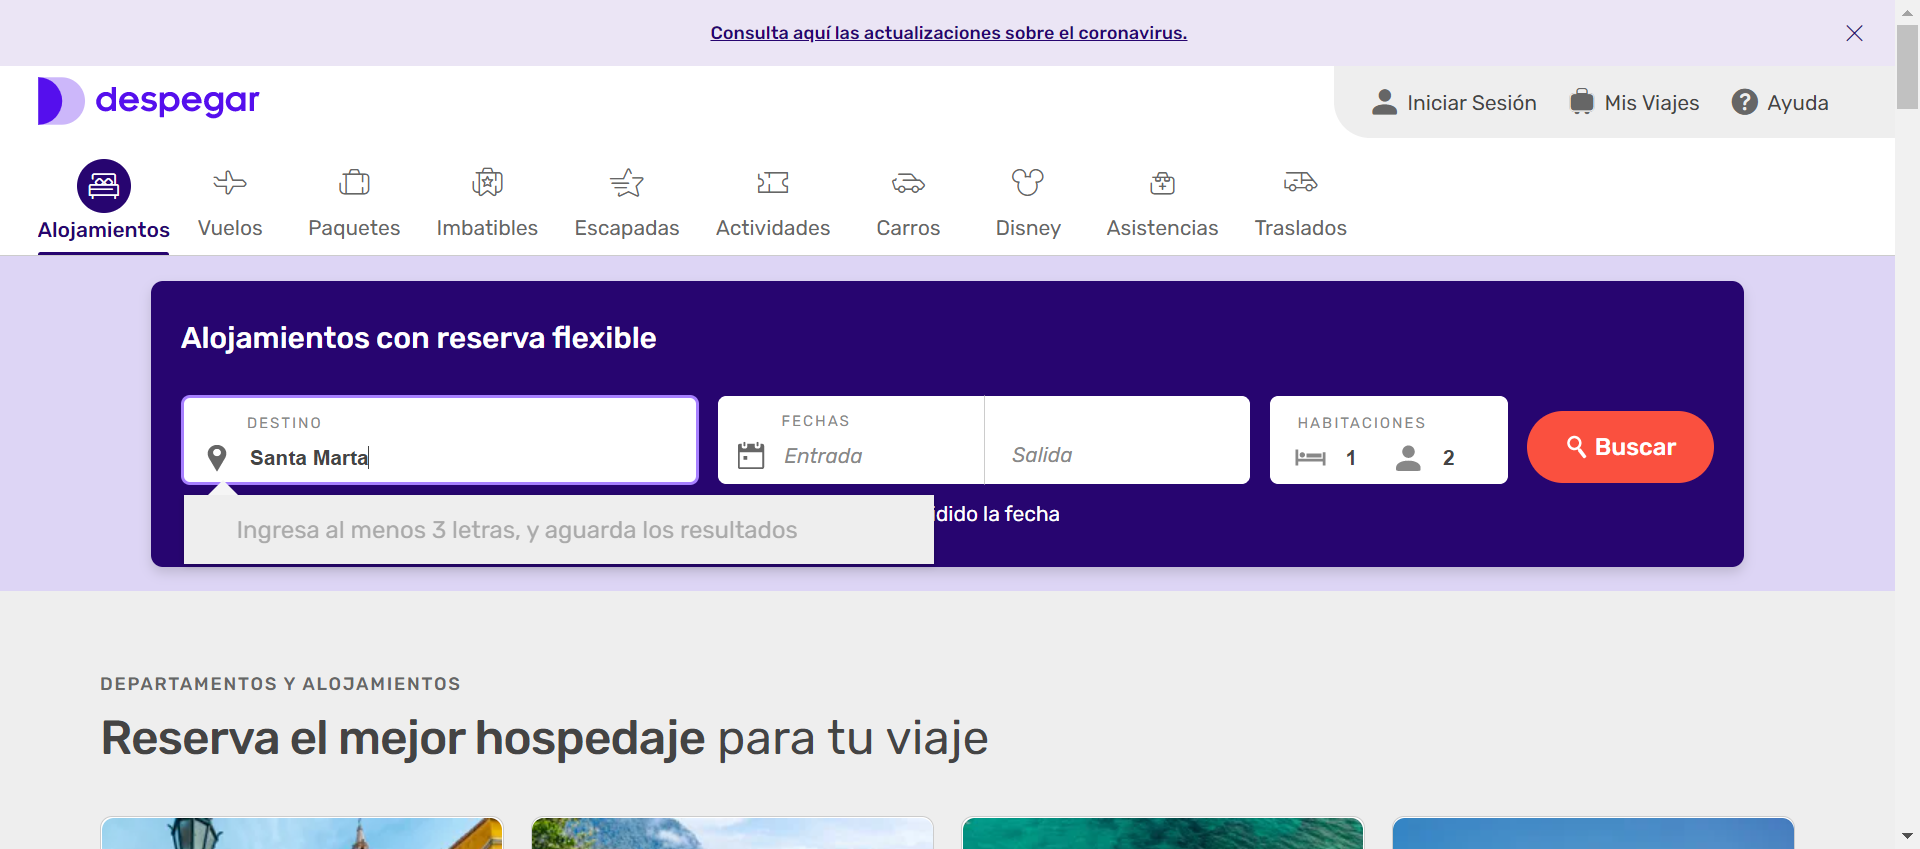 Consulta aquí las actualizaciones sobre el coronavirus.
despegar
Iniciar Sesión
Mis Viajes
Ayuda
Alojamientos
Vuelos
Paquetes
Imbatibles
Escapadas
Actividades
Carros
Disney
Asistencias
Traslados
Alojamientos con reserva flexible
DESTINO
Santa Marta
FECHAS
Entrada
Salida
HABITACIONES
1
2
Buscar
Ingresa al menos 3 letras, y aguarda los resultados
la fecha
DEPARTAMENTOS Y ALOJAMIENTOS
Reserva el mejor hospedaje para tu viaje